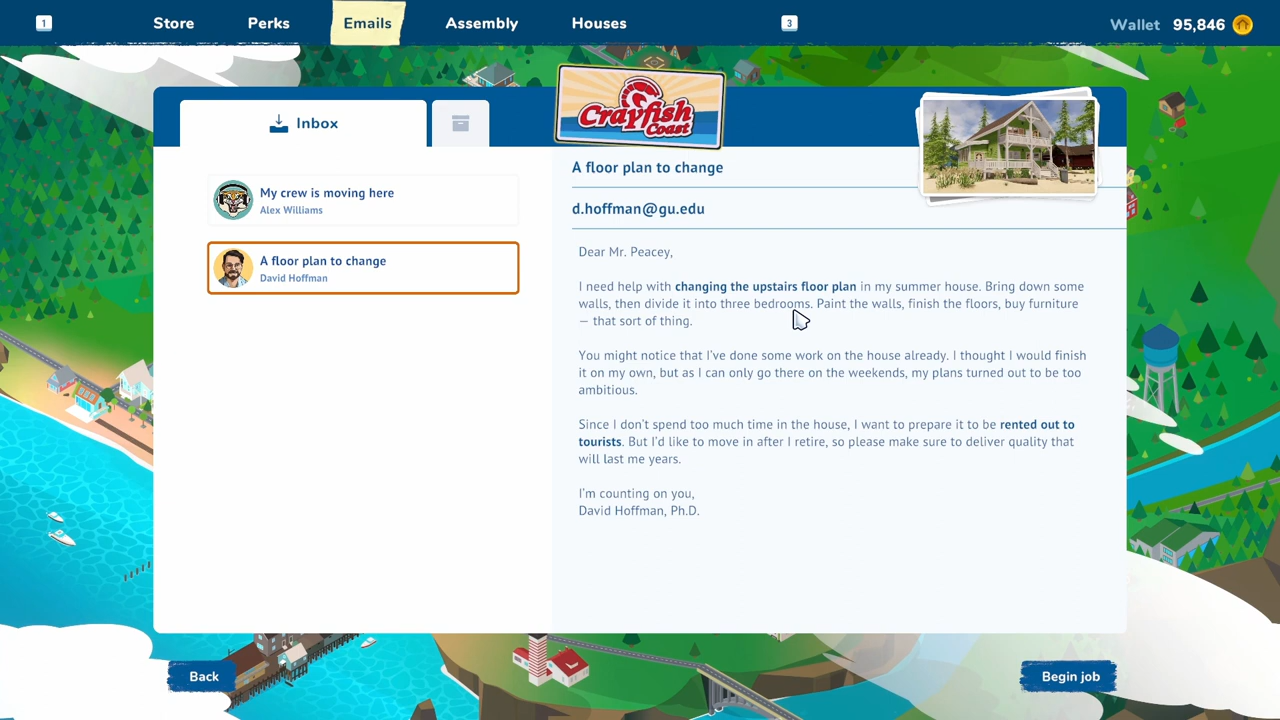 1
Store
Perks
Emails
Assembly
Houses
3
Wallet 95,846
Inbox
Crayfish
Coast
My crew is moving here
Alex Williams
A floor plan to change
David Hoffman
A floor plan to change
d.hoffman@gu.edu
Dear Mr. Peacey,
I need help with changing the upstairs floor plan in my summer house. Bring down some
walls, then divide it into three bedrooms. Paint the walls, finish the floors, buy furniture
— that sort of thing.
You might notice that I've done some work on the house already. I thought I would finish
it on my own, but as I can only go there on the weekends, my plans turned out to be too
ambitious.
Since I don't spend too much time in the house, I want to prepare it to be rented out to
tourists. But I'd like to move in after I retire, so please make sure to deliver quality that
will last me years.
I'm counting on you,
David Hoffman, Ph.D.
Back
Begin job